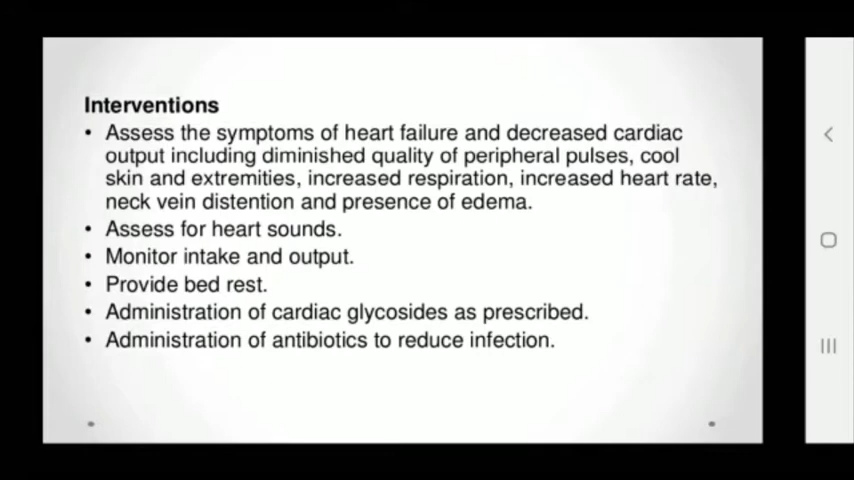 Interventions
• Assess the symptoms of heart failure and decreased cardiac
output including diminished quality of peripheral pulses, cool
skin and extremities, increased respiration, increased heart rate,
neck vein distention and presence of edema.
• Assess for heart sounds.
• Monitor intake and output.
• Provide bed rest.
• Administration of cardiac glycosides as prescribed.
• Administration of antibiotics to reduce infection.